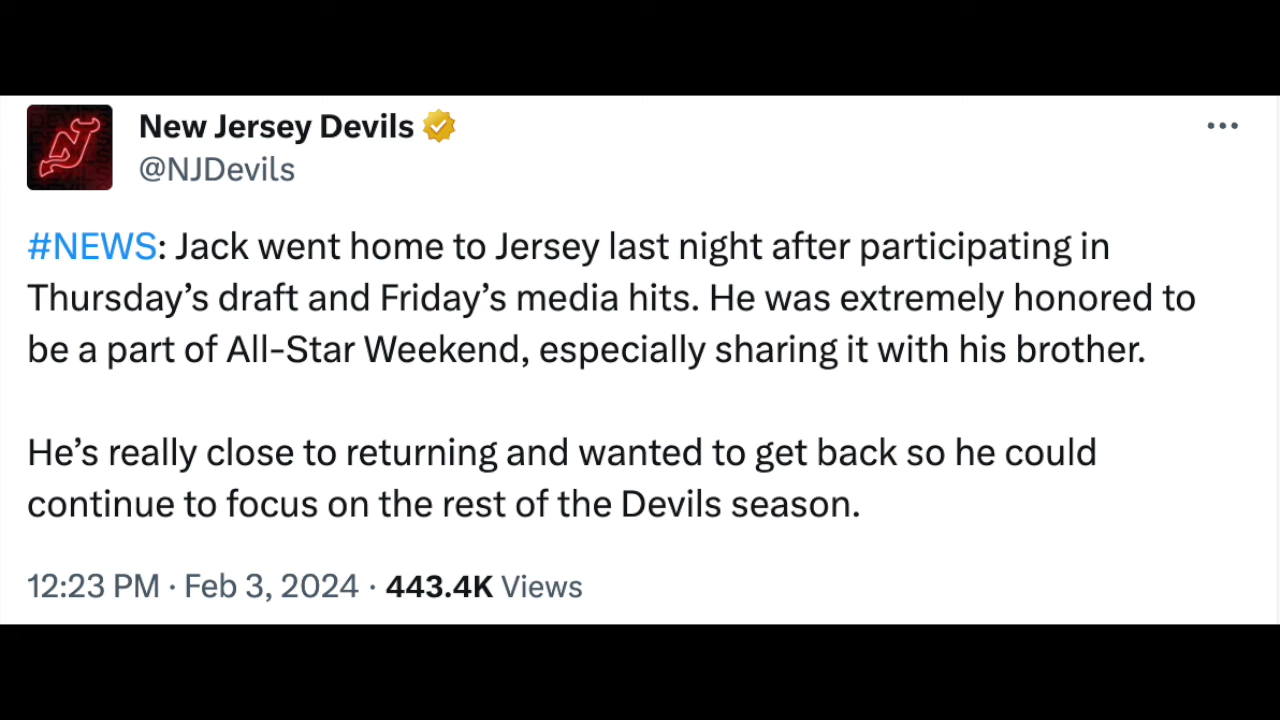 New Jersey Devils
@NJDevils
#NEWS: Jack went home to Jersey last night after participating in
Thursday’s draft and Friday’s media hits. He was extremely honored to
be a part of All-Star Weekend, especially sharing it with his brother.
He’s really close to returning and wanted to get back so he could
continue to focus on the rest of the Devils season.
12:23 PM · Feb 3, 2024 · 443.4K Views